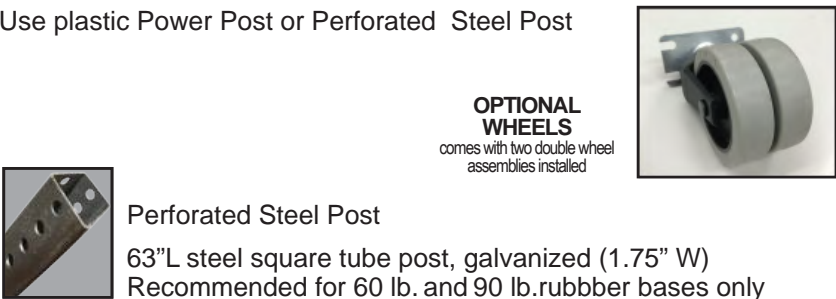 Use plastic Power Post or Perforated Steel Post
OPTIONAL
WHEELS
comes with two double wheel
assemblies installed
Perforated Steel Post
63”L steel square tube post, galvanized (1.75” W)
Recommended for 60 lb. and 90 lb.rubbber bases only